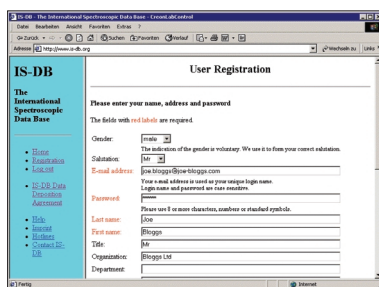 IS-DB - The International Spectroscopic Data Base - CreonLabControl
Datei Bearbeiten Ansicht Favoriten Extras ?
Zurück Suchen Favoriten Verlauf
Adresse http://www.is-db.org Wechseln zu Links
IS-DB
The
International
Spectroscopic
Data Base
Home
Registration
Log out
IS-DB Data
Deposition
Agreement
Help
Imprint
Hotlines
Contact IS-
DB
User Registration
Please enter your name, address and password
The fields with red labels are required.
Gender: male
The indication of the gender is voluntary. We use it to form your correct salutation.
Salutation: Mr
E-mail address: joe.bloggs@joe-bloggs.com
Your e-mail address is used as your unique login name.
Login name and password are case sensitive.
Password:
Please use 8 or more characters, numbers or standard symbols.
Last name: Joe
First name: Bloggs
Title: Mr
Organization: Bloggs Ltd
Department:
Fertig Internet